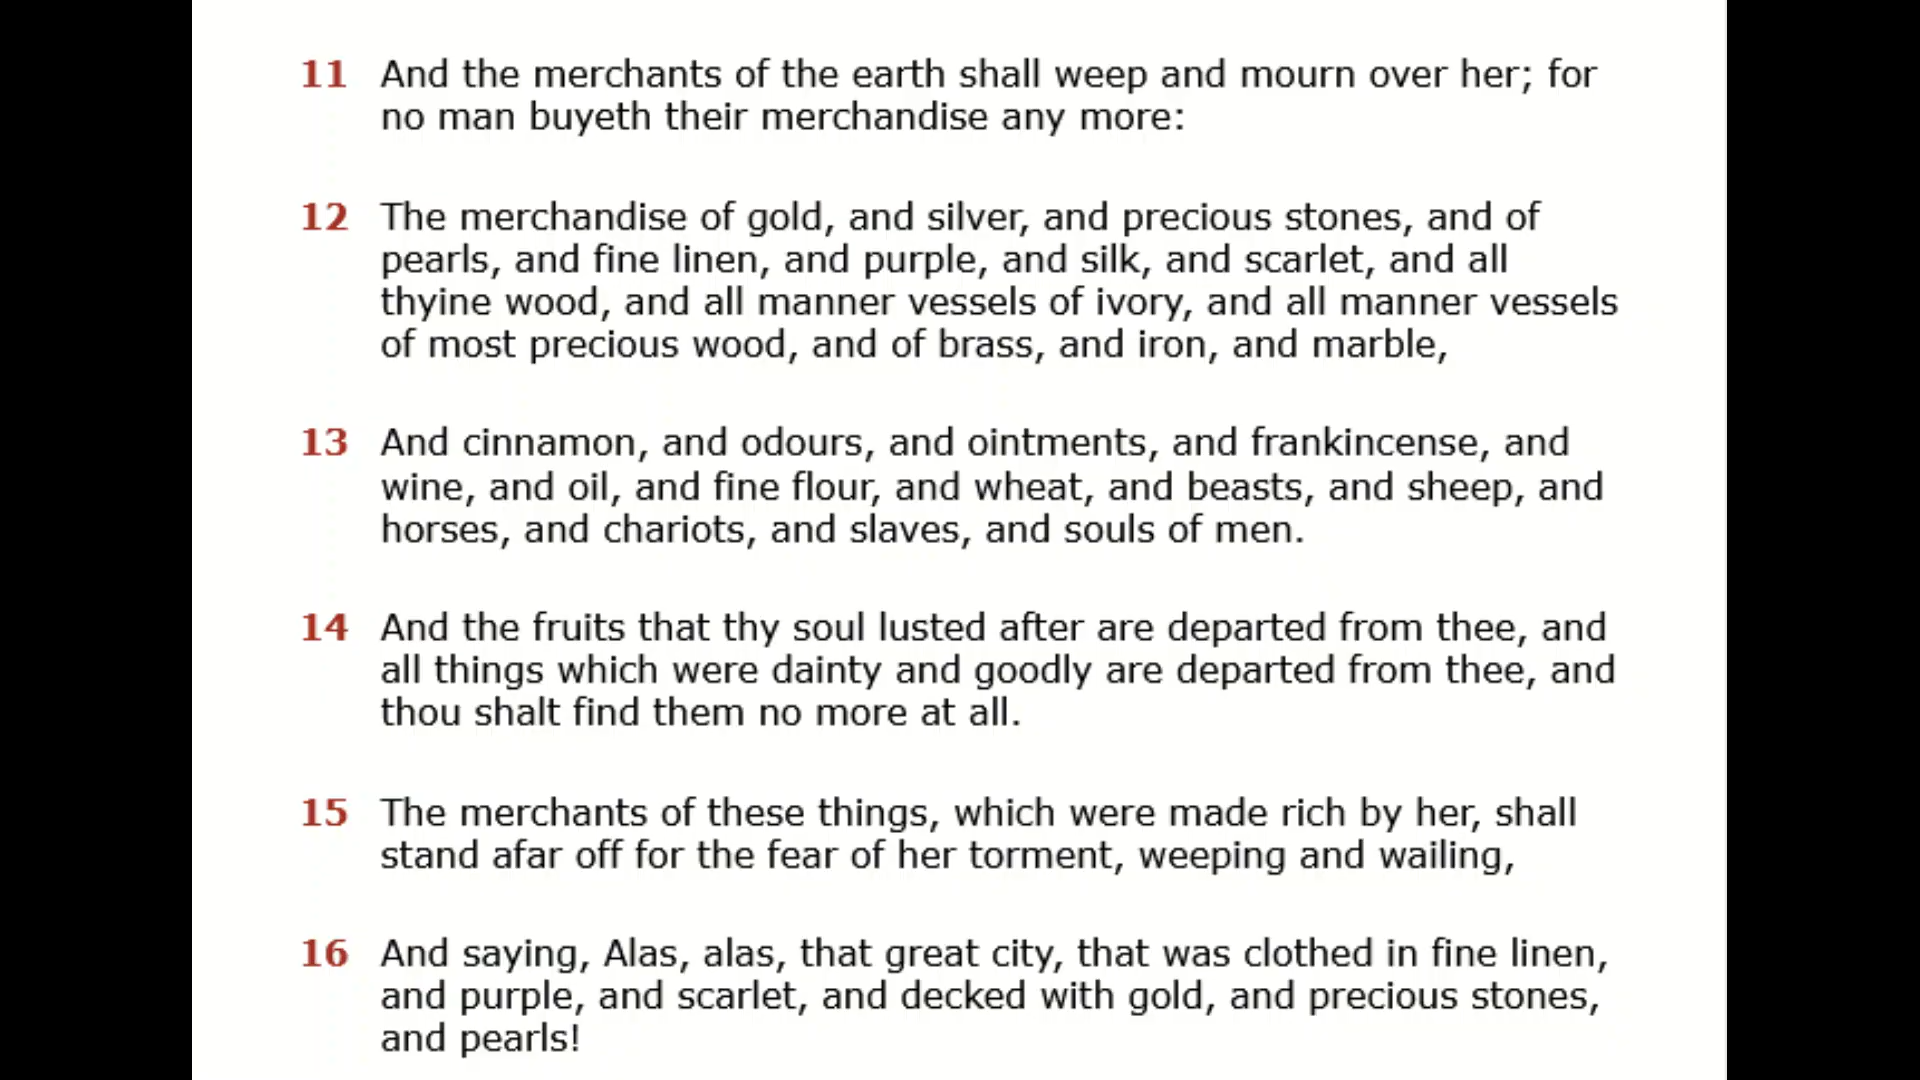 11 And the merchants of the earth shall weep and mourn over her; for
no man buyeth their merchandise any more:
12 The merchandise of gold, and silver, and precious stones, and of
pearls, and fine linen, and purple, and silk, and scarlet, and all
thyine wood, and all manner vessels of ivory, and all manner vessels
of most precious wood, and of brass, and iron, and marble,
13 And cinnamon, and odours, and ointments, and frankincense, and
wine, and oil, and fine flour, and wheat, and beasts, and sheep, and
horses, and chariots, and slaves, and souls of men.
14 And the fruits that thy soul lusted after are departed from thee, and
all things which were dainty and goodly are departed from thee, and
thou shalt find them no more at all.
15 The merchants of these things, which were made rich by her, shall
stand afar off for the fear of her torment, weeping and wailing,
16 And saying, Alas, alas, that great city, that was clothed in fine linen,
and purple, and scarlet, and decked with gold, and precious stones,
and pearls!